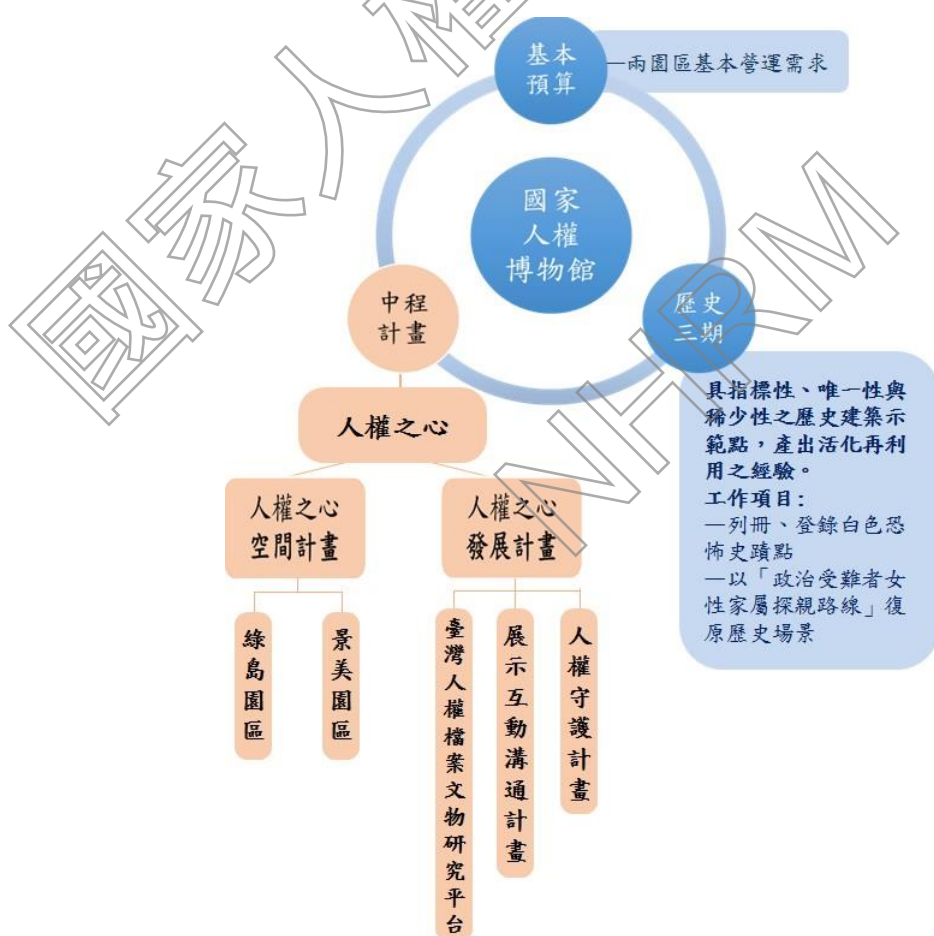 國家人權
NHRM
基本
預算
—兩園區基本營運需求
國家
人權
博物館
中程
計畫
歷史
三期
具指標性、唯一性與
稀少性之歷史建築示
範點，產出活化再利
用之經驗。
工作項目：
—列冊、登錄白色恐
怖史蹟點
—以「政治受難者女
性家屬探親路線」復
原歷史場景
人權之心
人權之心
空間計畫
人權之心
發展計畫
綠島園區
景美園區
臺灣人權檔案文物研究平台
展示互動溝通計畫
人權守護計畫